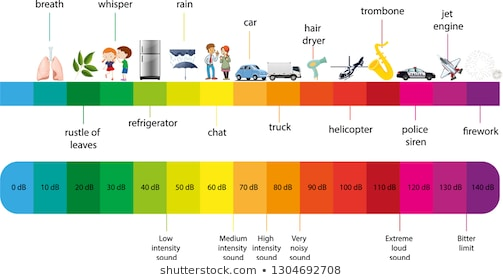 breath
whisper
rain
car
hair
dryer
trombone
jet
engine
rustle of
leaves
refrigerator
chat
truck
helicopter
police
siren
firework
0 dB
10 dB
20 dB
30 dB
40 dB
50 dB
60 dB
70 dB
80 dB
90 dB
100 dB
110 dB
120 dB
130 dB
140 dB
Low
intensity
sound
Medium
intensity
sound
High
intensity
sound
Very
noisy
sound
Extreme
loud
sound
Bitter
limit
shutterstock.com • 1304692708